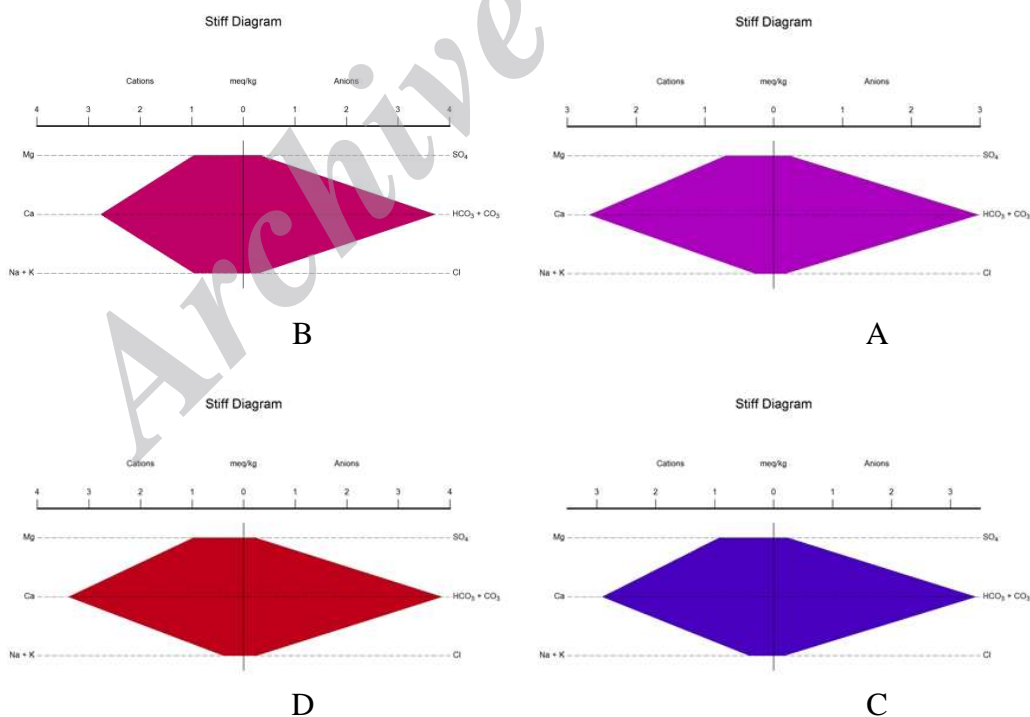 Stiff Diagram
Cations meq/kg Anions
4 3 2 1 0 1 2 3 4
Mg SO₄
Ca HCO₃ + CO₃
Na + K Cl
B
Stiff Diagram
Cations meq/kg Anions
3 2 1 0 1 2 3
Mg SO₄
Ca HCO₃ + CO₃
Na + K Cl
A
Stiff Diagram
Cations meq/kg Anions
4 3 2 1 0 1 2 3 4
Mg SO₄
Ca HCO₃ + CO₃
Na + K Cl
D
Stiff Diagram
Cations meq/kg Anions
3 2 1 0 1 2 3
Mg SO₄
Ca HCO₃ + CO₃
Na + K Cl
C
Archive